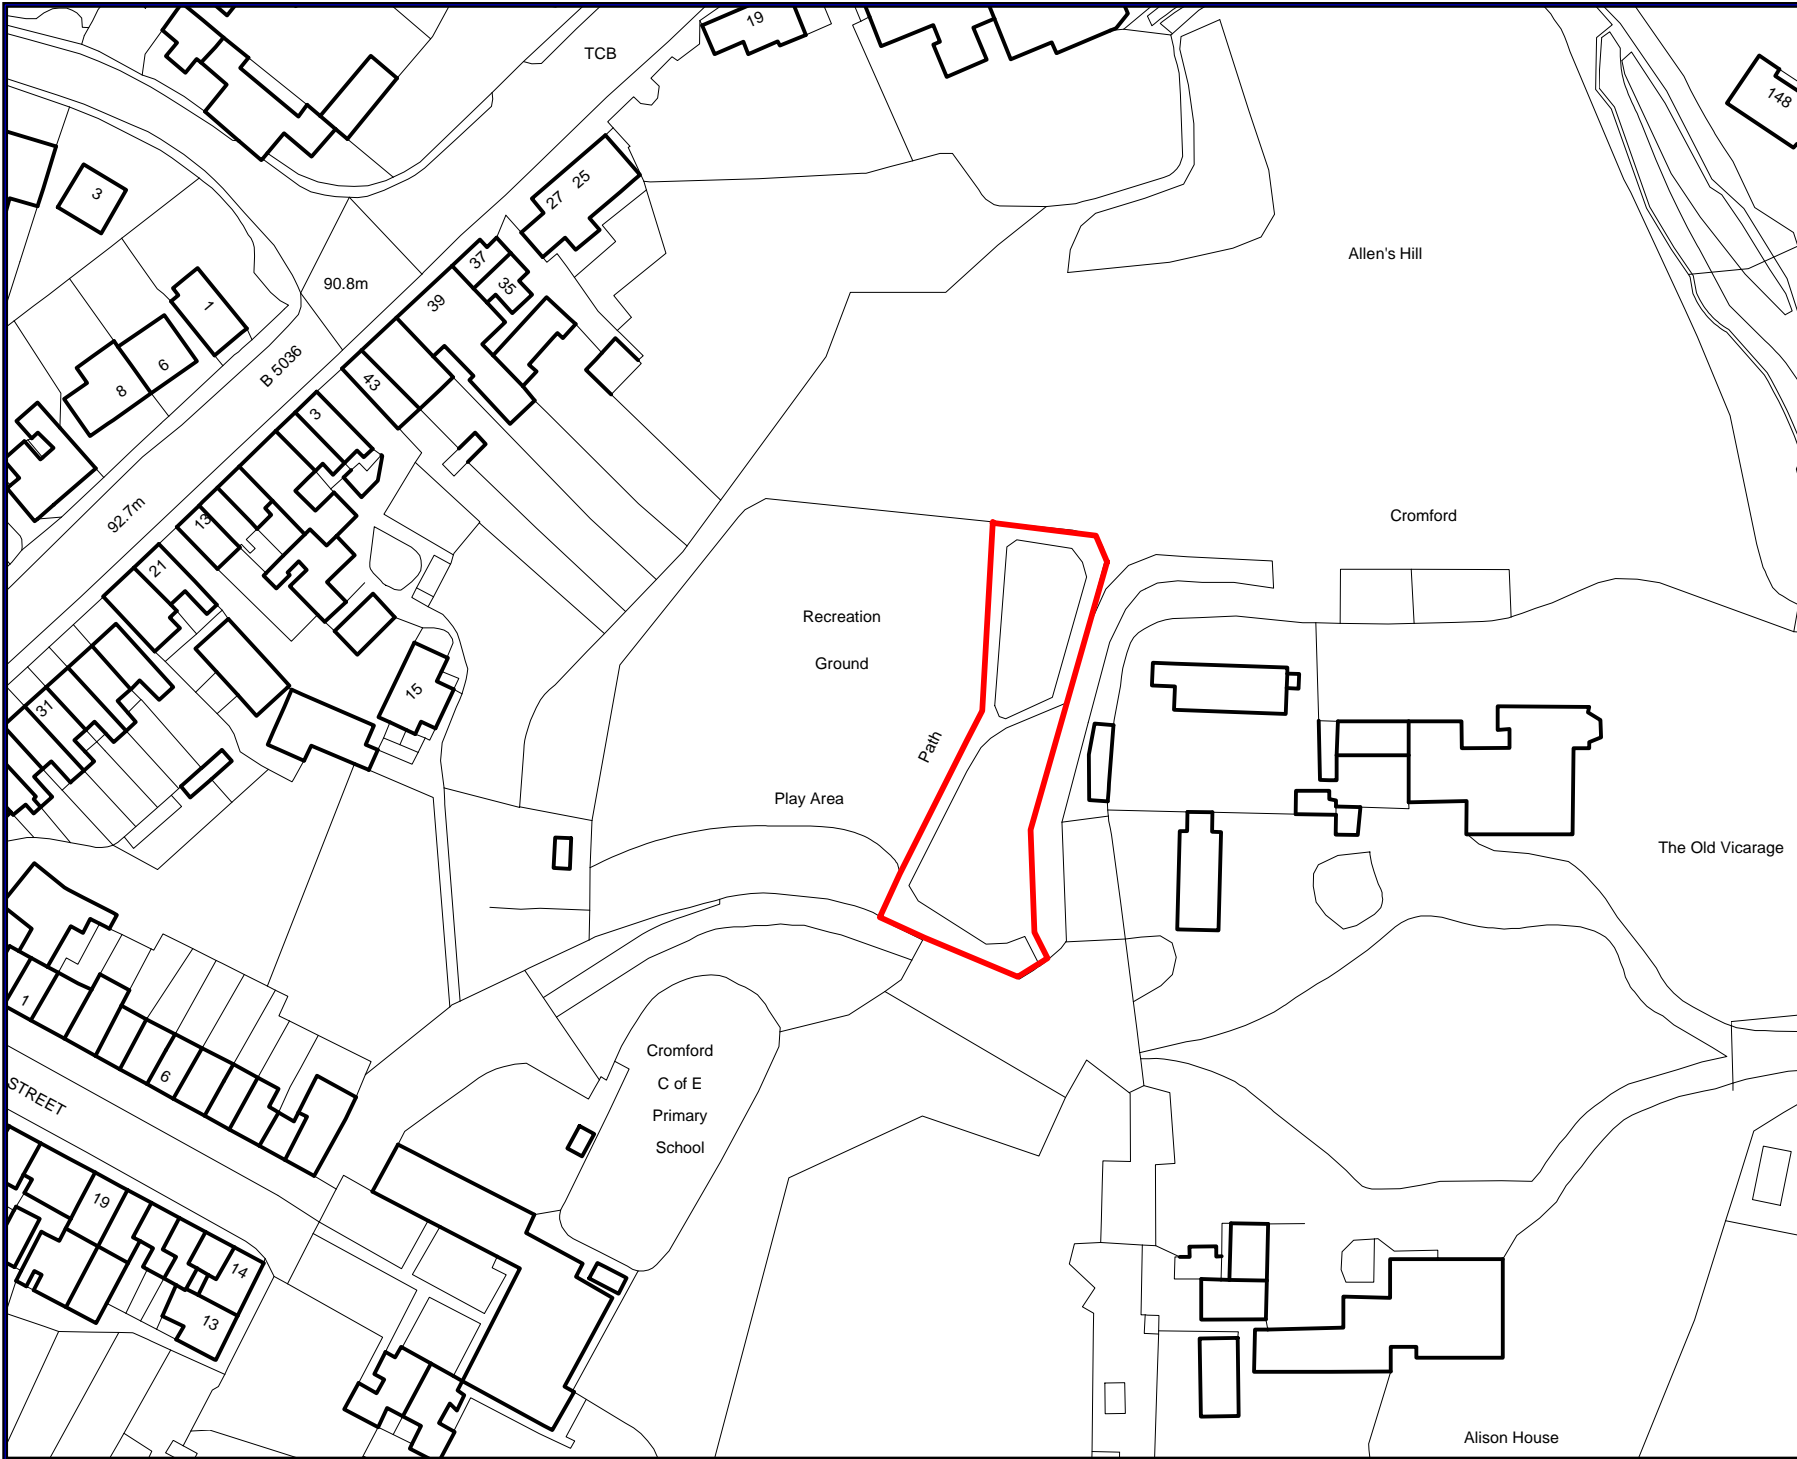 19
TCB
148
3
27 25
Allen's Hill
37
35
90.8m
39
1
6
8
B 5036
43
3
92.7m
13
Cromford
21
Recreation
Ground
15
31
Path
Play Area
The Old Vicarage
1
6
Cromford
C of E
Primary
School
STREET
19
14
13
Alison House